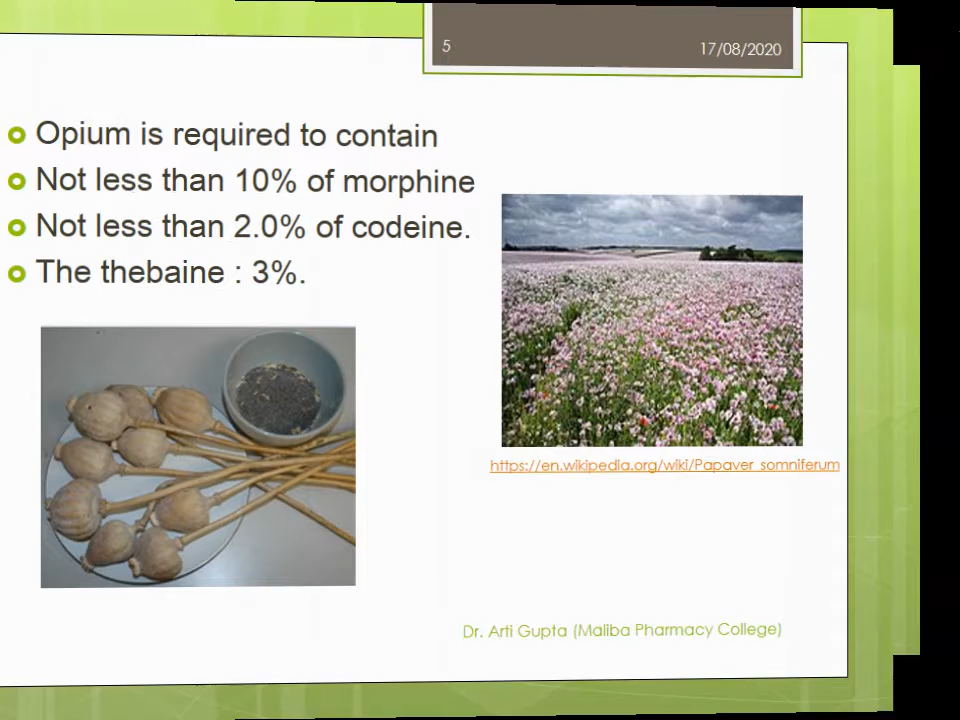 5
17/08/2020
Opium is required to contain
Not less than 10% of morphine
Not less than 2.0% of codeine.
The thebaine : 3%.
https://en.wikipedia.org/wiki/Papaver_somniferum
Dr. Arti Gupta (Maliba Pharmacy College)